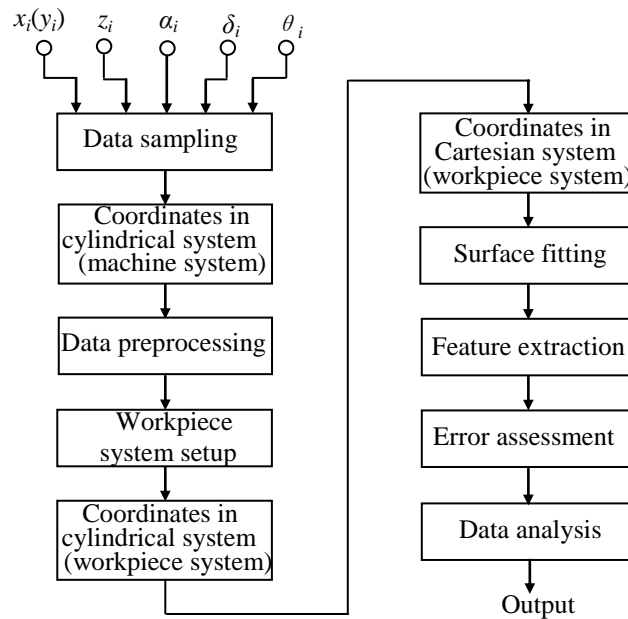 xᵢ(yᵢ) zᵢ αᵢ δᵢ θᵢ
Data sampling
Coordinates in
cylindrical system
(machine system)
Data preprocessing
Workpiece
system setup
Coordinates in
cylindrical system
(workpiece system)
Coordinates in
Cartesian system
(workpiece system)
Surface fitting
Feature extraction
Error assessment
Data analysis
Output